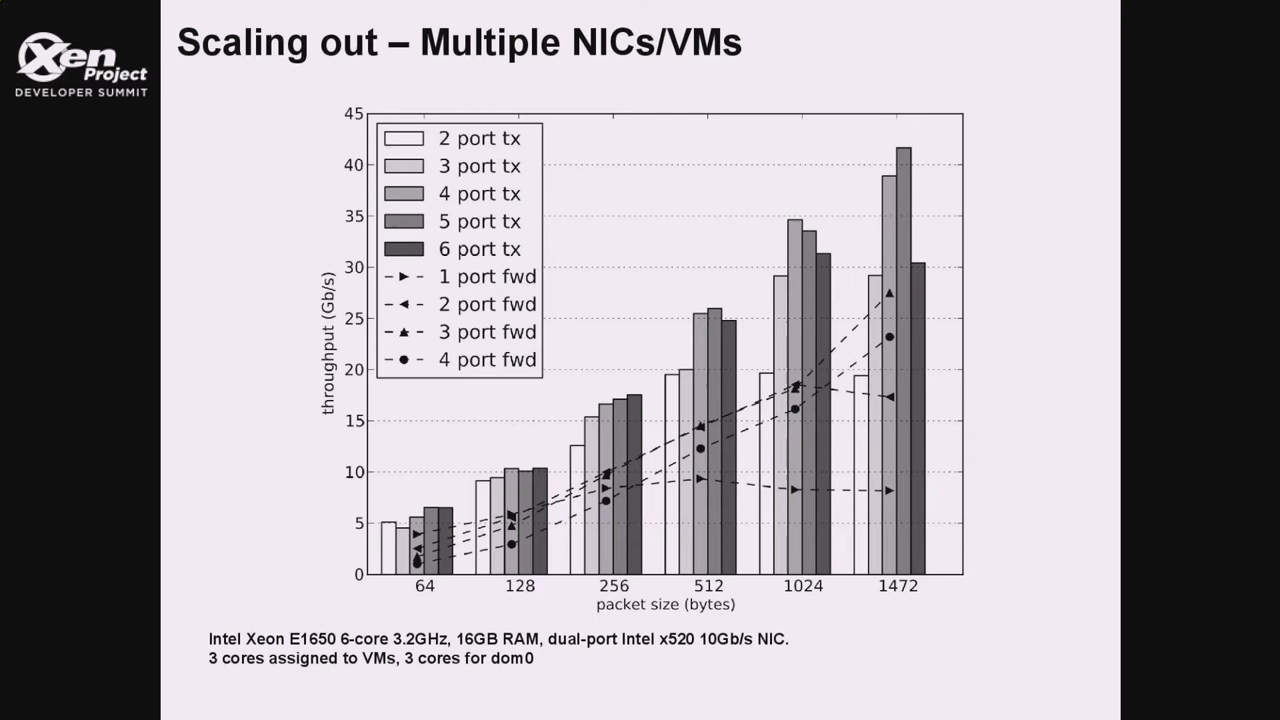 Xen
Project
DEVELOPER SUMMIT
Scaling out – Multiple NICs/VMs
45
40
35
30
25
20
15
10
5
0
throughput (Gb/s)
2 port tx
3 port tx
4 port tx
5 port tx
6 port tx
1 port fwd
2 port fwd
3 port fwd
4 port fwd
64 128 256 512 1024 1472
packet size (bytes)
Intel Xeon E1650 6-core 3.2GHz, 16GB RAM, dual-port Intel x520 10Gb/s NIC.
3 cores assigned to VMs, 3 cores for dom0